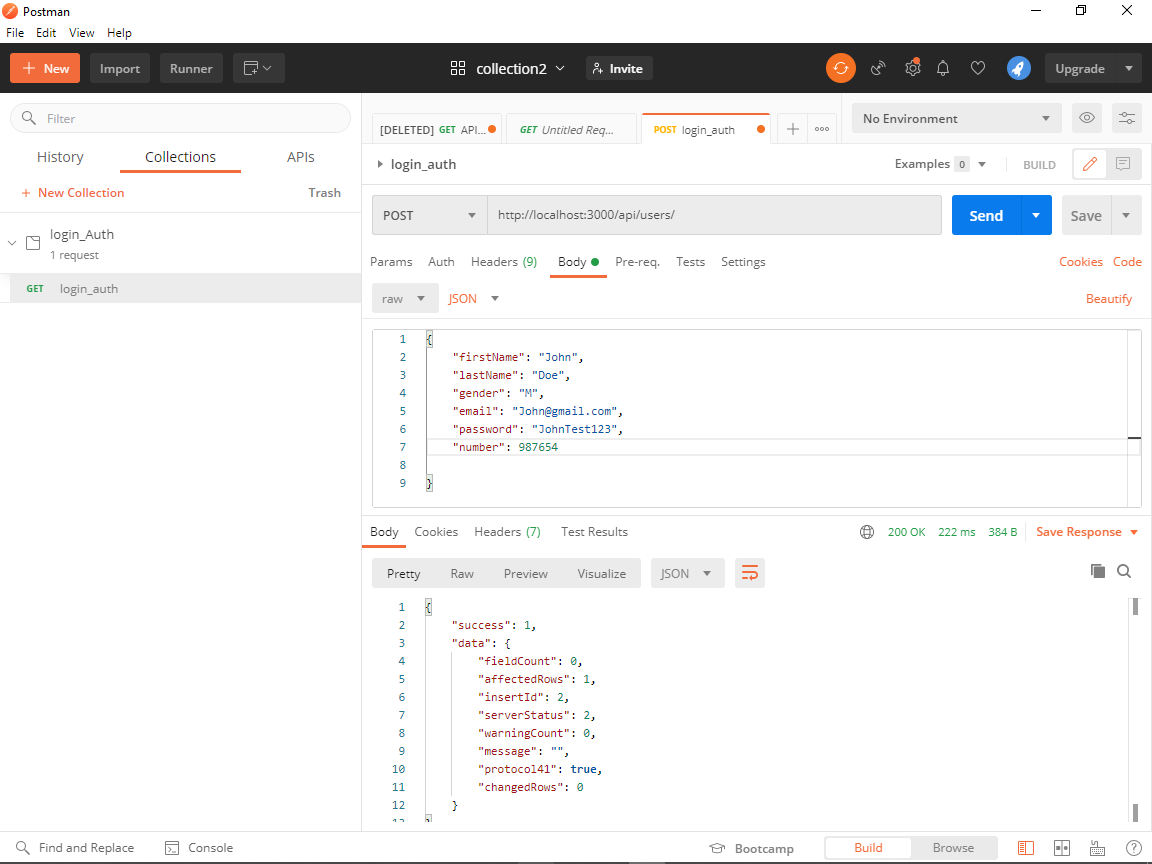 Postman
File Edit View Help
New Import Runner collection2 Invite Upgrade
Filter
History Collections APIs
+ New Collection Trash
login_Auth
1 request
GET login_auth
[DELETED] GET API... GET Untitled Req... POST login_auth No Environment
login_auth Examples 0 BUILD
POST http://localhost:3000/api/users/ Send Save
Params Auth Headers (9) Body Pre-req. Tests Settings Cookies Code
raw JSON Beautify
1 {
2 "firstName": "John",
3 "lastName": "Doe",
4 "gender": "M",
5 "email": "John@gmail.com",
6 "password": "JohnTest123",
7 "number": 987654
8
9 }
Body Cookies Headers (7) Test Results 200 OK 222 ms 384 B Save Response
Pretty Raw Preview Visualize JSON
1 {
2 "success": 1,
3 "data": {
4 "fieldCount": 0,
5 "affectedRows": 1,
6 "insertId": 2,
7 "serverStatus": 2,
8 "warningCount": 0,
9 "message": "",
10 "protocol41": true,
11 "changedRows": 0
12 }
13 }
Find and Replace Console Bootcamp Build Browse